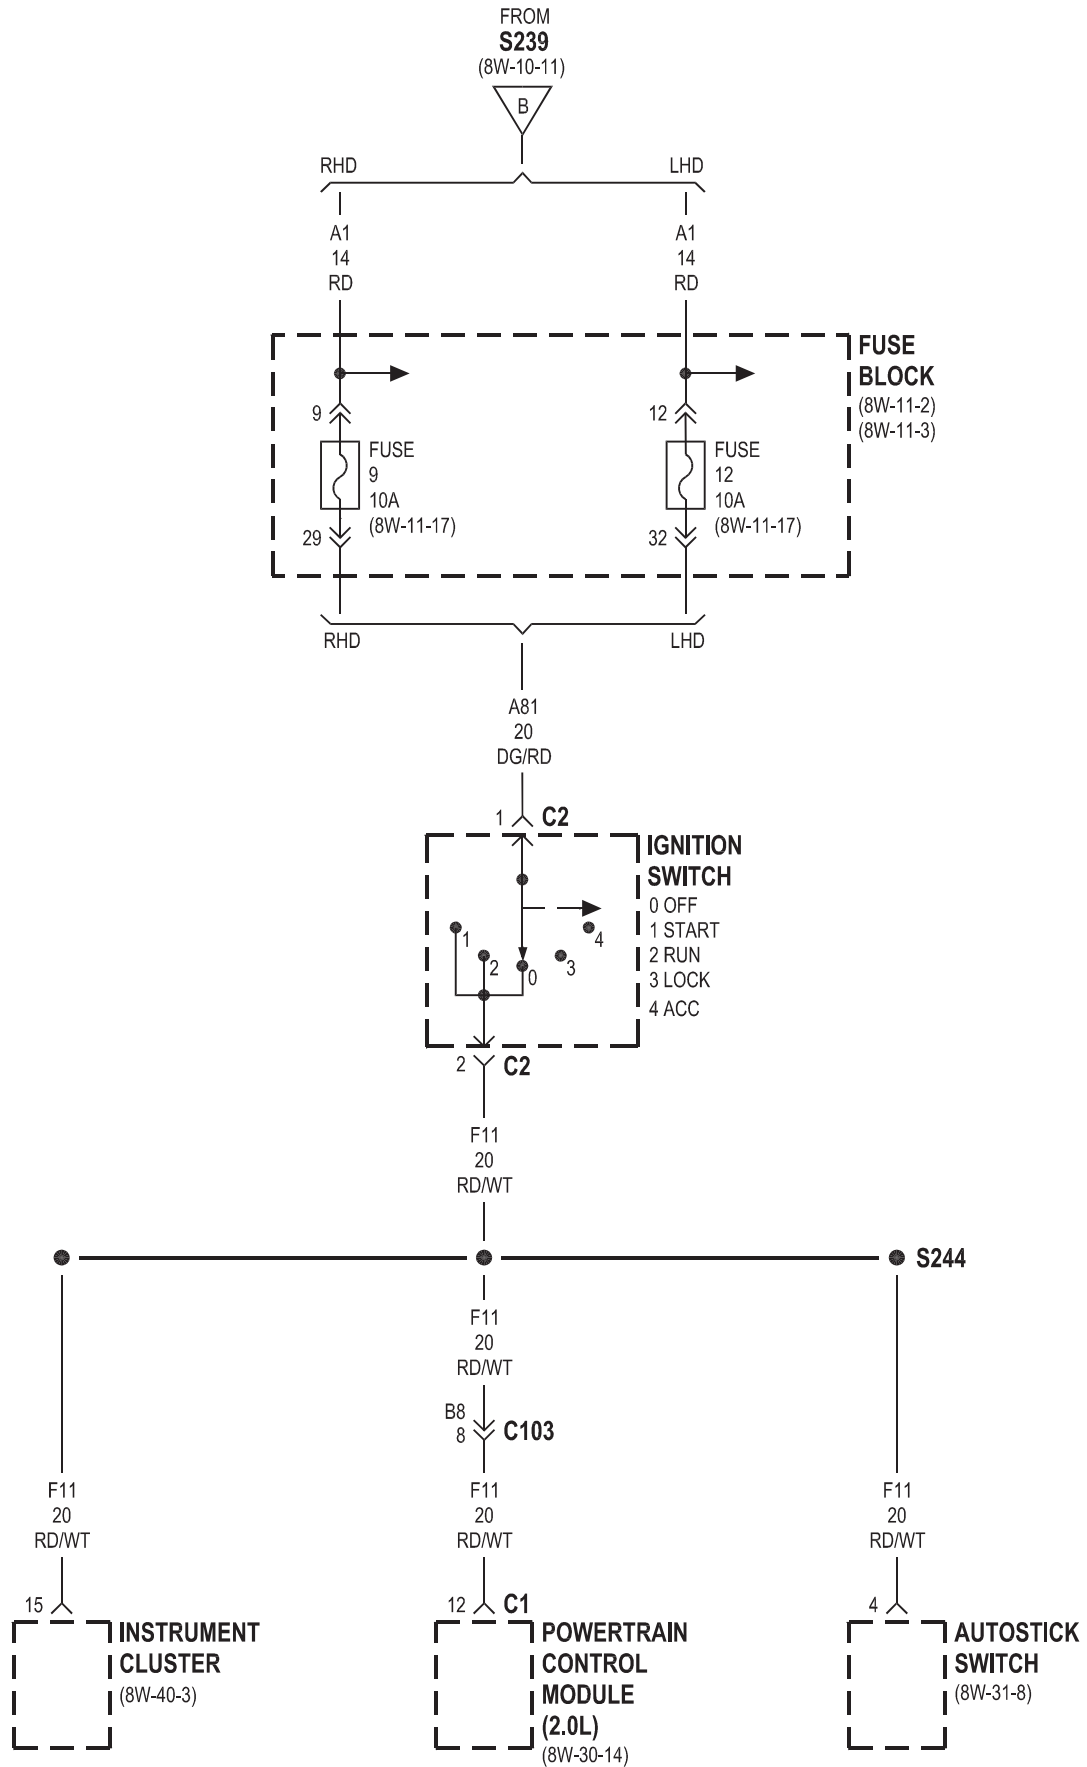 FROM
S239
(8W-10-11)
B
RHD
LHD
A1
14
RD
A1
14
RD
FUSE
BLOCK
(8W-11-2)
(8W-11-3)
9
FUSE
9
10A
(8W-11-17)
29
12
FUSE
12
10A
(8W-11-17)
32
RHD
LHD
A81
20
DG/RD
1 C2
IGNITION
SWITCH
0 OFF
1 START
2 RUN
3 LOCK
4 ACC
1
2
0
3
4
2 C2
F11
20
RD/WT
S244
F11
20
RD/WT
B8
8 C103
F11
20
RD/WT
F11
20
RD/WT
F11
20
RD/WT
15
INSTRUMENT
CLUSTER
(8W-40-3)
12 C1
POWERTRAIN
CONTROL
MODULE
(2.0L)
(8W-30-14)
4
AUTOSTICK
SWITCH
(8W-31-8)